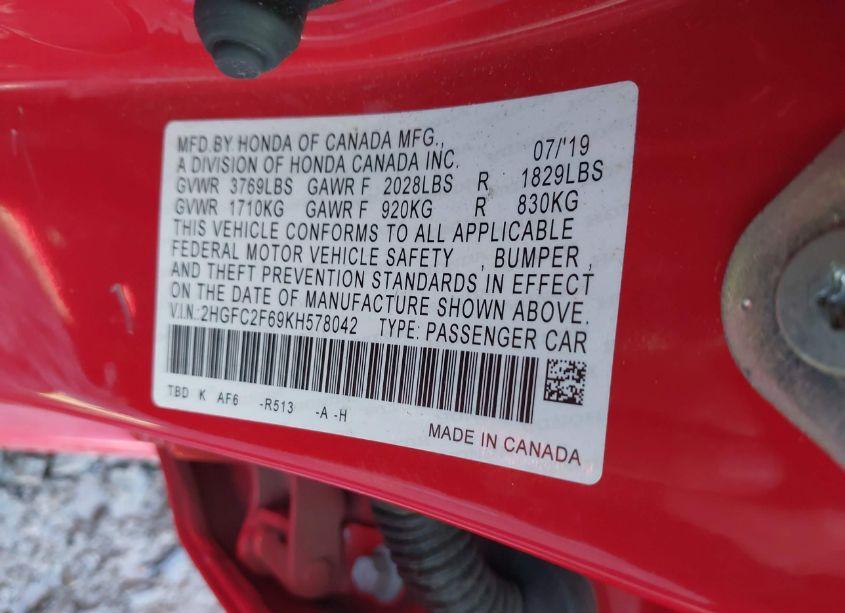 MFD.BY HONDA OF CANADA MFG.,
A DIVISION OF HONDA CANADA INC. 07/'19
GVWR 3769LBS GAWR F 2028LBS R 1829LBS
GVWR 1710KG GAWR F 920KG R 830KG
THIS VEHICLE CONFORMS TO ALL APPLICABLE
FEDERAL MOTOR VEHICLE SAFETY , BUMPER ,
AND THEFT PREVENTION STANDARDS IN EFFECT
ON THE DATE OF MANUFACTURE SHOWN ABOVE.
V.I.N.:2HGFC2F69KH578042 TYPE: PASSENGER CAR
TBD K AF6 -R513 -A -H
MADE IN CANADA